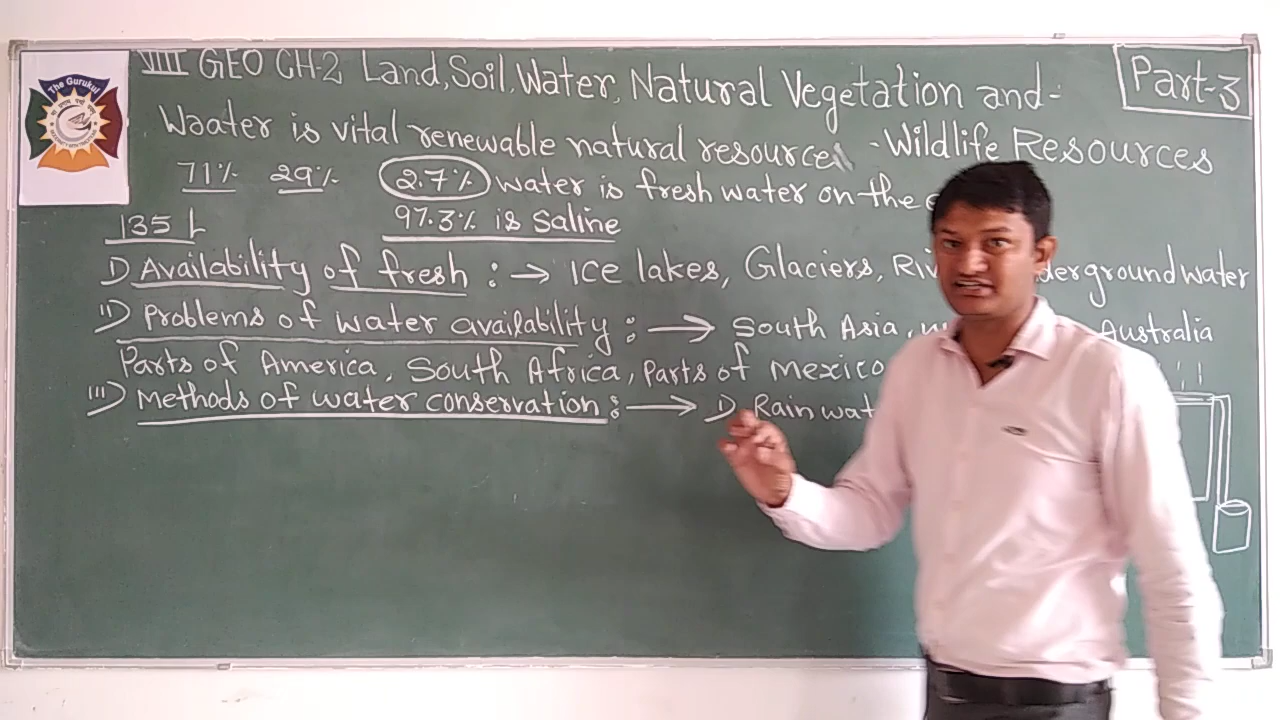 The Gurukul
VIII GEO CH-2 Land, Soil, Water, Natural Vegetation and-
Part-3
-Wildlife Resources
Waater is vital renewable natural resource
71% 29% 2.7% water is fresh water on the
135 L 97.3% is saline
I) Availability of fresh : → Ice lakes, Glaciers, water
II) Problems of water availability : → South Asia, Australia
Parts of America, South Africa, Parts of Mexico
III) Methods of water conservation : → I) Rain